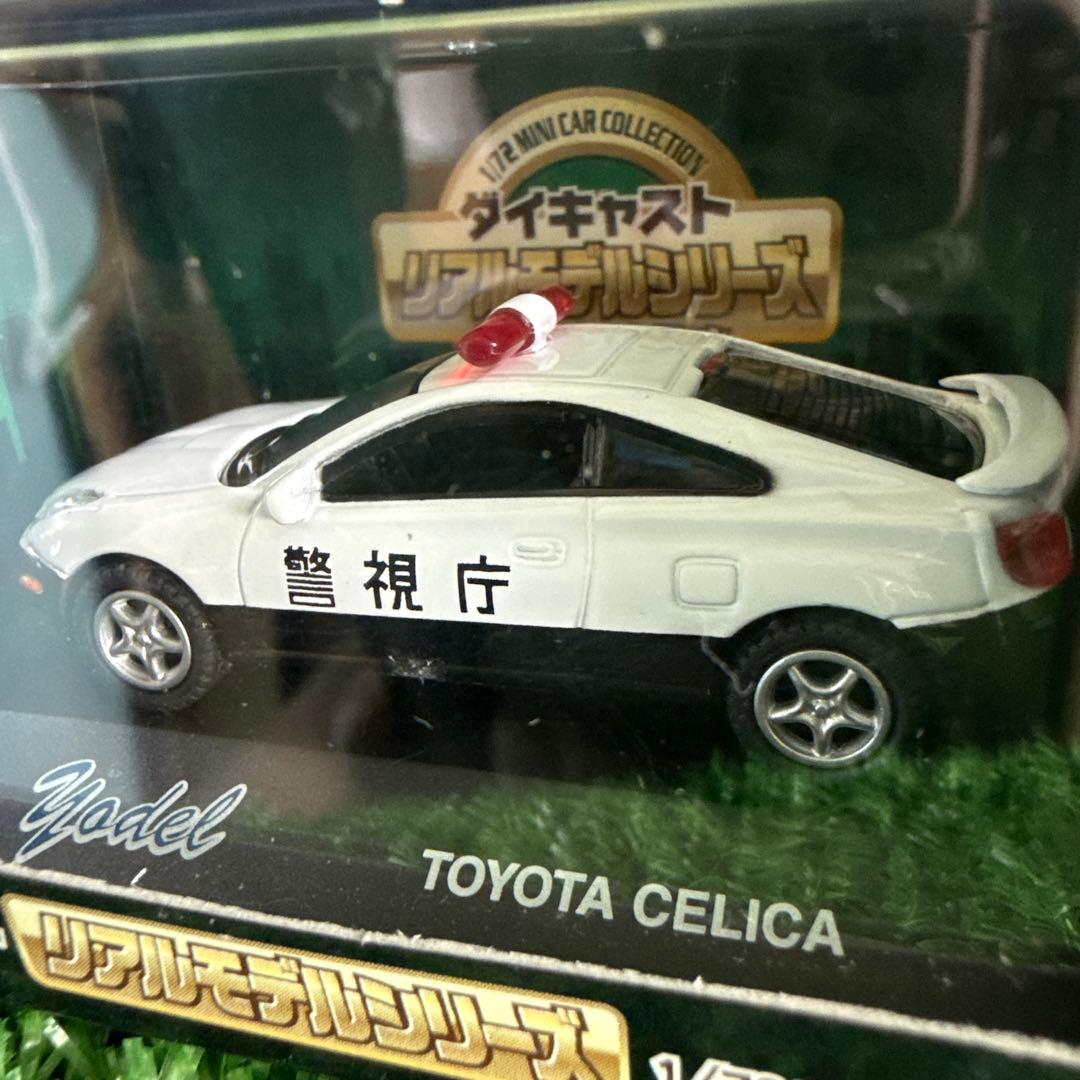 1/72 MINI CAR COLLECTION
ダイキャスト
リアルモデルシリーズ
警視庁
Yodel
TOYOTA CELICA
リアルモデルシリーズ